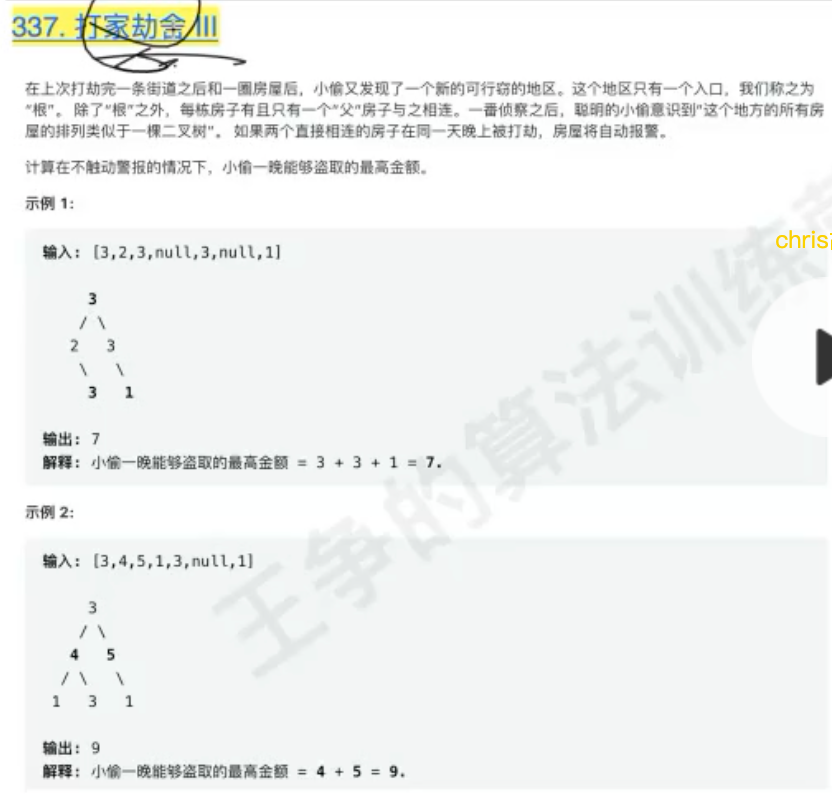 337. 打家劫舍 III
在上次打劫完一条街道之后和一圈房屋后，小偷又发现了一个新的可行窃的地区。这个地区只有一个入口，我们称之为
“根”。 除了“根”之外，每栋房子有且只有一个“父“房子与之相连。一番侦察之后，聪明的小偷意识到“这个地方的所有房
屋的排列类似于一棵二叉树”。 如果两个直接相连的房子在同一天晚上被打劫，房屋将自动报警。
计算在不触动警报的情况下，小偷一晚能够盗取的最高金额。
示例 1:
输入: [3,2,3,null,3,null,1]
3
/ \
2 3
\ \
3 1
输出: 7
解释: 小偷一晚能够盗取的最高金额 = 3 + 3 + 1 = 7.
示例 2:
输入: [3,4,5,1,3,null,1]
3
/ \
4 5
/ \ \
1 3 1
输出: 9
解释: 小偷一晚能够盗取的最高金额 = 4 + 5 = 9.
王争的算法训练营
chris